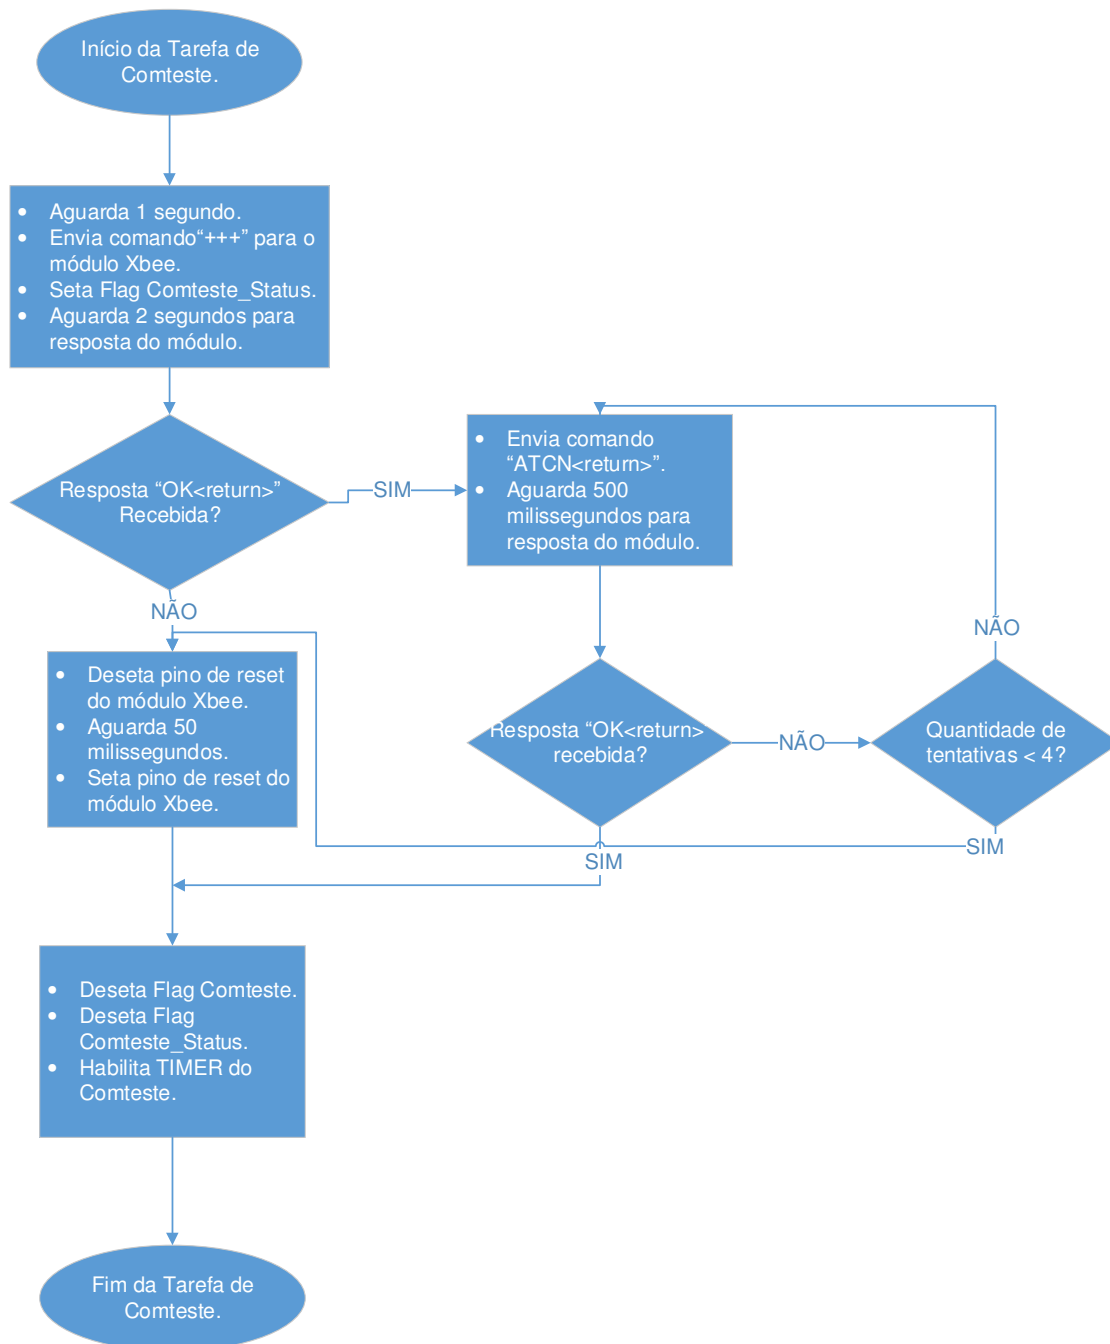 Início da Tarefa de
Comteste.
• Aguarda 1 segundo.
• Envia comando“+++” para o
módulo Xbee.
• Seta Flag Comteste_Status.
• Aguarda 2 segundos para
resposta do módulo.
Resposta “OK<return>”
Recebida?
SIM
• Envia comando
“ATCN<return>”.
• Aguarda 500
milissegundos para
resposta do módulo.
NÃO
• Deseta pino de reset
do módulo Xbee.
• Aguarda 50
milissegundos.
• Seta pino de reset do
módulo Xbee.
Resposta “OK<return>
recebida?
NÃO
Quantidade de
tentativas < 4?
NÃO
SIM
SIM
• Deseta Flag Comteste.
• Deseta Flag
Comteste_Status.
• Habilita TIMER do
Comteste.
Fim da Tarefa de
Comteste.